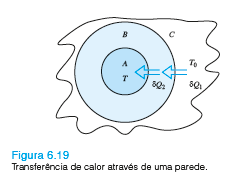 B
C
A
T
T0
δQ2
δQ1
Figura 6.19
Transferência de calor através de uma parede.